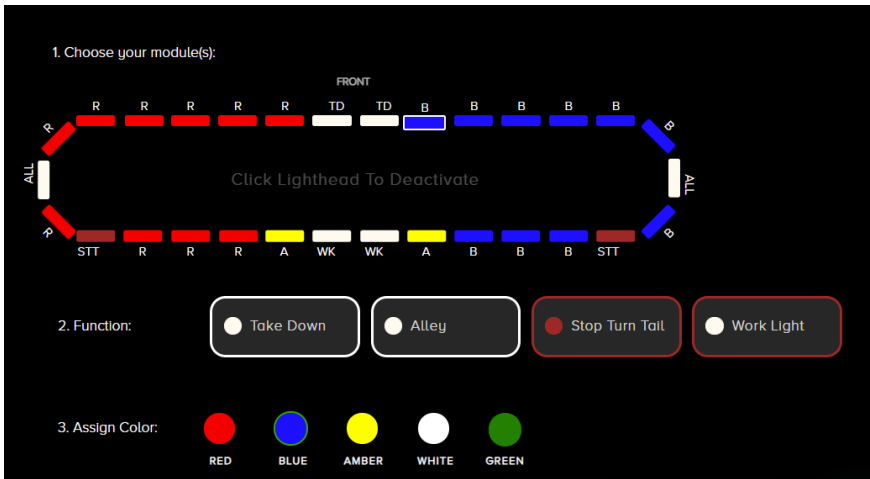 1. Choose your module(s):
FRONT
R R R R R TD TD B B B B B
R B
ALL Click Lighthead To Deactivate ALL
R B
STT R R R A WK WK A B B B STT
2. Function: Take Down Alley Stop Turn Tail Work Light
3. Assign Color:
RED BLUE AMBER WHITE GREEN